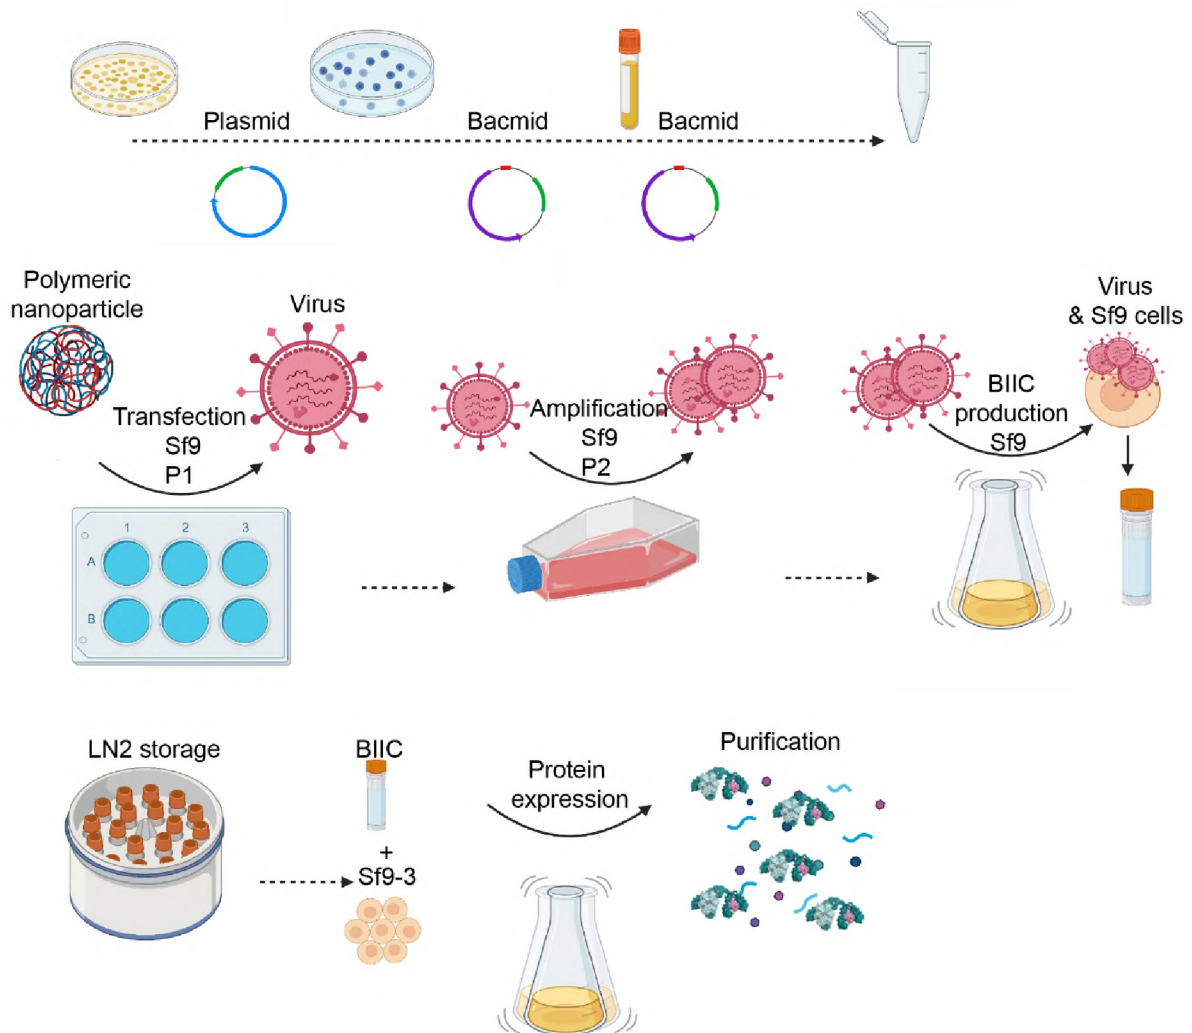 Plasmid
Bacmid
Bacmid
Polymeric
nanoparticle
Virus
Transfection
Sf9
P1
Amplification
Sf9
P2
BIIC
production
Sf9
Virus
& Sf9 cells
1 2 3
A
B
LN2 storage
BIIC
+
Sf9-3
Protein
expression
Purification